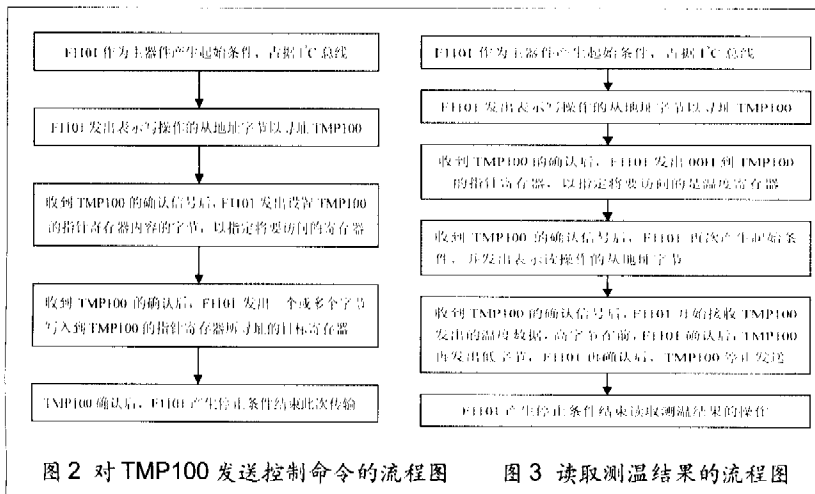 F1101 作为主器件产生起始条件，占据 I²C 总线
F1101 发出表示写操作的从地址字节以寻址 TMP100
收到 TMP100 的确认信号后，F1101 发出设置 TMP100
的指针寄存器内容的字节，以指定将要访问的寄存器
收到 TMP100 的确认后，F1101 发出一个或多个字节
写入到 TMP100 的指针寄存器所寻址的目标寄存器
TMP100 确认后，F1101 产生停止条件结束此次传输
图 2 对 TMP100 发送控制命令的流程图
F1101 作为主器件产生起始条件，占据 I²C 总线
F1101 发出表示写操作的从地址字节以寻址 TMP100
收到 TMP100 的确认后，F1101 发出 00H 到 TMP100
的指针寄存器，以指定将要访问的是温度寄存器
收到 TMP100 的确认信号后，F1101 再次产生起始条
件，并发出表示读操作的从地址字节
收到 TMP100 的确认信号后，F1101 开始接收 TMP100
发出的温度数据，高字节在前，F1101 确认后，TMP100
再发出低字节，F1101 再确认后，TMP100 停止发送
F1101 产生停止条件结束读取测温结果的操作
图 3 读取测温结果的流程图